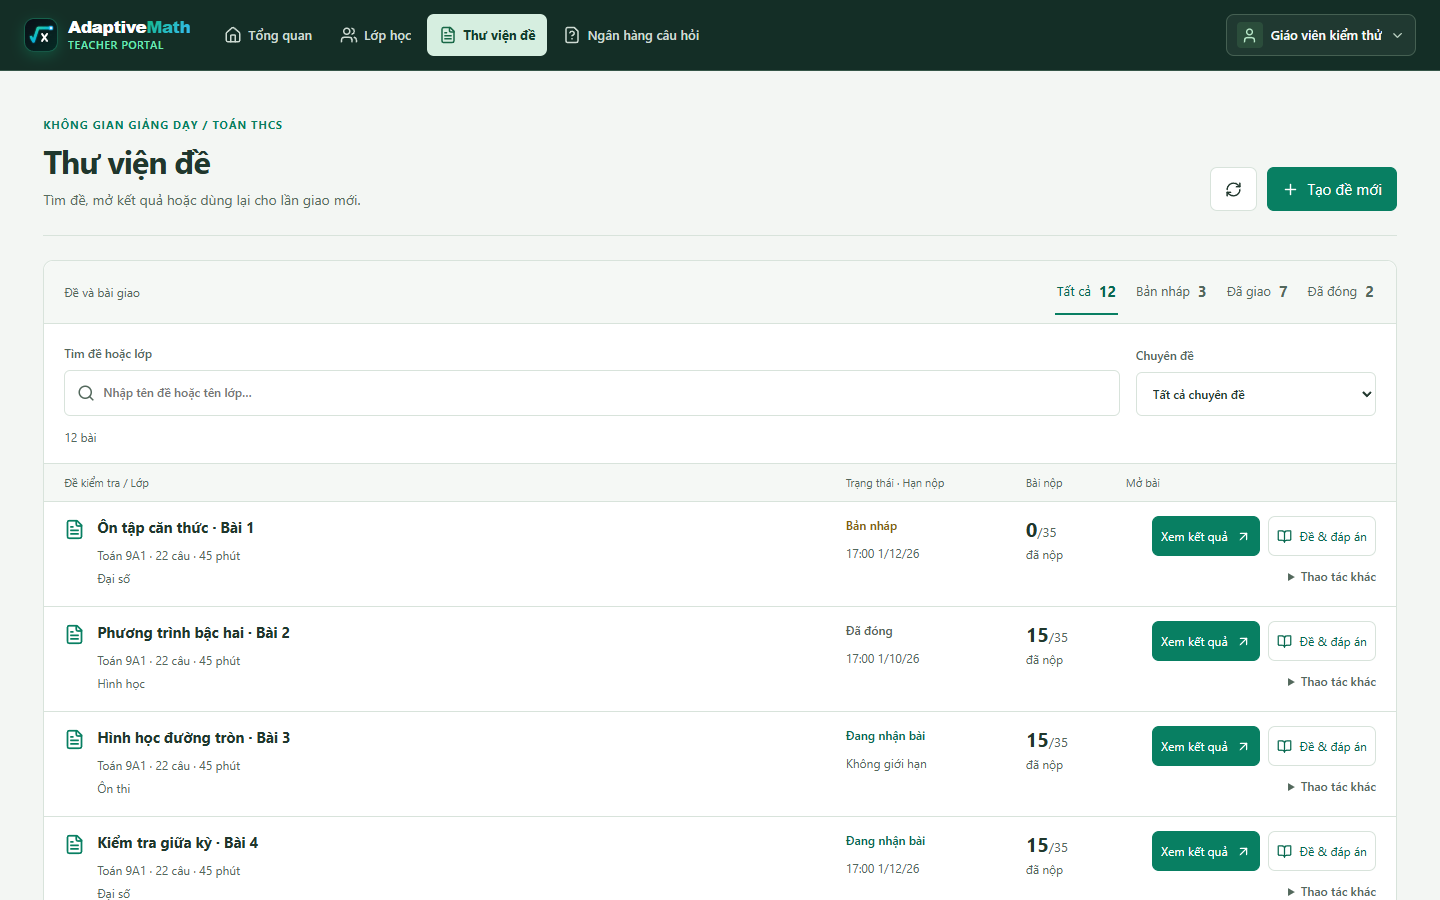 AdaptiveMath
TEACHER PORTAL
Tổng quan
Lớp học
Thư viện đề
Ngân hàng câu hỏi
Giáo viên kiểm thử
KHÔNG GIAN GIẢNG DẠY / TOÁN THCS
Thư viện đề
Tìm đề, mở kết quả hoặc dùng lại cho lần giao mới.
Tạo đề mới
Đề và bài giao
Tất cả 12
Bản nháp 3
Đã giao 7
Đã đóng 2
Tìm đề hoặc lớp
Nhập tên đề hoặc tên lớp...
Chuyên đề
Tất cả chuyên đề
12 bài
Đề kiểm tra / Lớp
Trạng thái · Hạn nộp
Bài nộp
Mở bài
Ôn tập căn thức · Bài 1
Toán 9A1 · 22 câu · 45 phút
Đại số
Bản nháp
17:00 1/12/26
0/35
đã nộp
Xem kết quả
Đề & đáp án
Thao tác khác
Phương trình bậc hai · Bài 2
Toán 9A1 · 22 câu · 45 phút
Hình học
Đã đóng
17:00 1/10/26
15/35
đã nộp
Xem kết quả
Đề & đáp án
Thao tác khác
Hình học đường tròn · Bài 3
Toán 9A1 · 22 câu · 45 phút
Ôn thi
Đang nhận bài
Không giới hạn
15/35
đã nộp
Xem kết quả
Đề & đáp án
Thao tác khác
Kiểm tra giữa kỳ · Bài 4
Toán 9A1 · 22 câu · 45 phút
Đại số
Đang nhận bài
17:00 1/12/26
15/35
đã nộp
Xem kết quả
Đề & đáp án
Thao tác khác